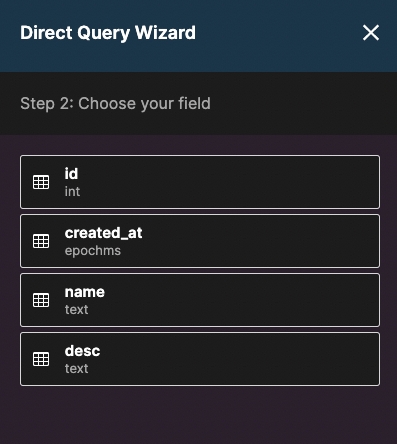 Direct Query Wizard
Step 2: Choose your field
id
int
created_at
epochms
name
text
desc
text